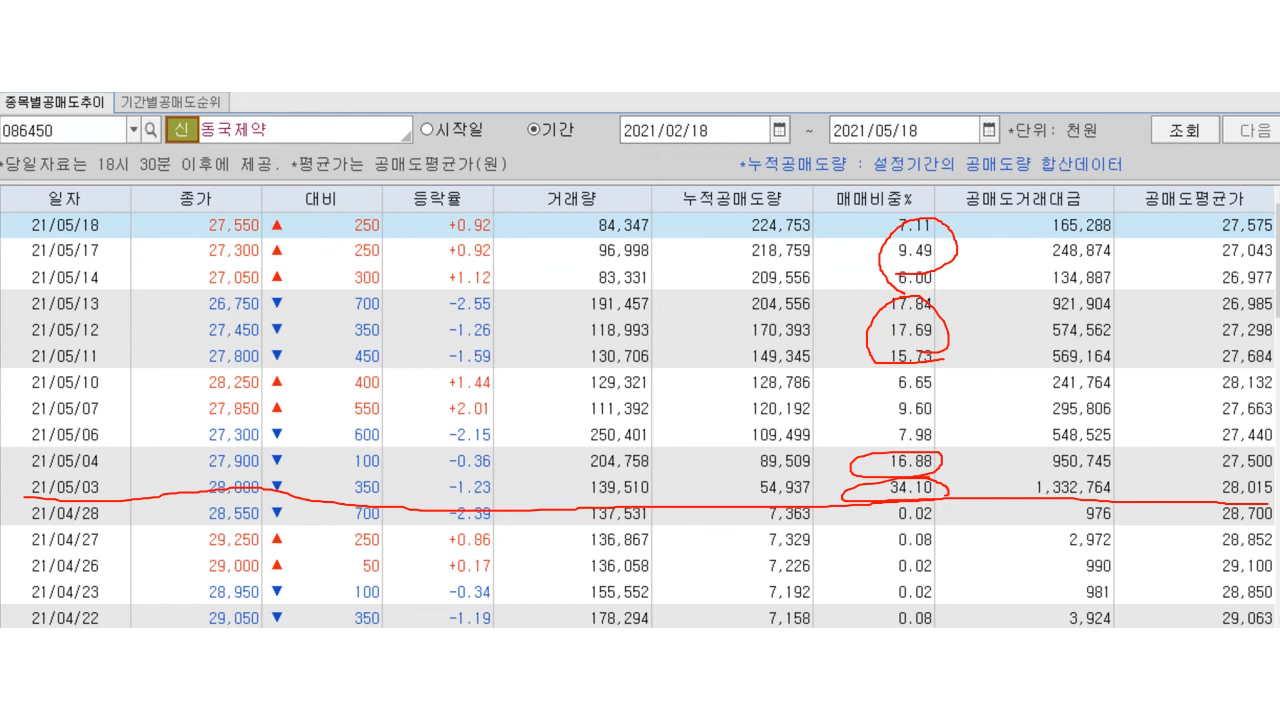 종목별공매도추이 기간별공매도순위
086450 신 동국제약 시작일 기간 2021/02/18 ~ 2021/05/18 *단위: 천원 조회 다음
*당일자료는 18시 30분 이후에 제공. *평균가는 공매도평균가(원) *누적공매도량 : 설정기간의 공매도량 합산데이터
일자 종가 대비 등락율 거래량 누적공매도량 매매비중% 공매도거래대금 공매도평균가
21/05/18 27,550 ▲ 250 +0.92 84,347 224,753 7.11 165,288 27,575
21/05/17 27,300 ▲ 250 +0.92 96,998 218,759 9.49 248,874 27,043
21/05/14 27,050 ▲ 300 +1.12 83,331 209,556 6.00 134,887 26,977
21/05/13 26,750 ▼ 700 -2.55 191,457 204,556 17.84 921,904 26,985
21/05/12 27,450 ▼ 350 -1.26 118,993 170,393 17.69 574,562 27,298
21/05/11 27,800 ▼ 450 -1.59 130,706 149,345 15.73 569,164 27,684
21/05/10 28,250 ▲ 400 +1.44 129,321 128,786 6.65 241,764 28,132
21/05/07 27,850 ▲ 550 +2.01 111,392 120,192 9.60 295,806 27,663
21/05/06 27,300 ▼ 600 -2.15 250,401 109,499 7.98 548,525 27,440
21/05/04 27,900 ▼ 100 -0.36 204,758 89,509 16.88 950,745 27,500
21/05/03 28,000 ▼ 350 -1.23 139,510 54,937 34.10 1,332,764 28,015
21/04/28 28,550 ▼ 700 -2.39 137,531 7,363 0.02 976 28,700
21/04/27 29,250 ▲ 250 +0.86 136,867 7,329 0.08 2,972 28,852
21/04/26 29,000 ▲ 50 +0.17 136,058 7,226 0.02 990 29,100
21/04/23 28,950 ▼ 100 -0.34 155,552 7,192 0.02 981 28,850
21/04/22 29,050 ▼ 350 -1.19 178,294 7,158 0.08 3,924 29,063